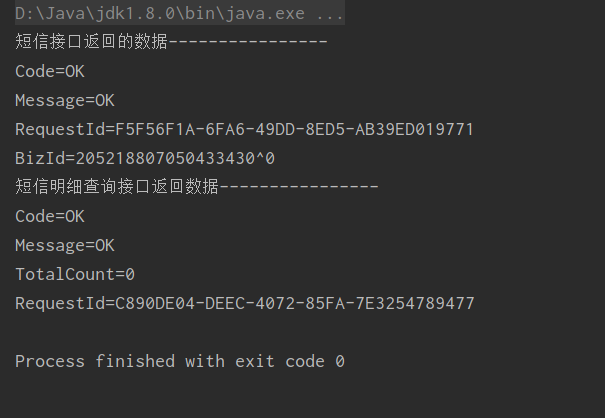 D:\Java\jdk1.8.0\bin\java.exe ...
短信接口返回的数据----------------
Code=OK
Message=OK
RequestId=F5F56F1A-6FA6-49DD-8ED5-AB39ED019771
BizId=205218807050433430^0
短信明细查询接口返回数据----------------
Code=OK
Message=OK
TotalCount=0
RequestId=C890DE04-DEEC-4072-85FA-7E3254789477
Process finished with exit code 0